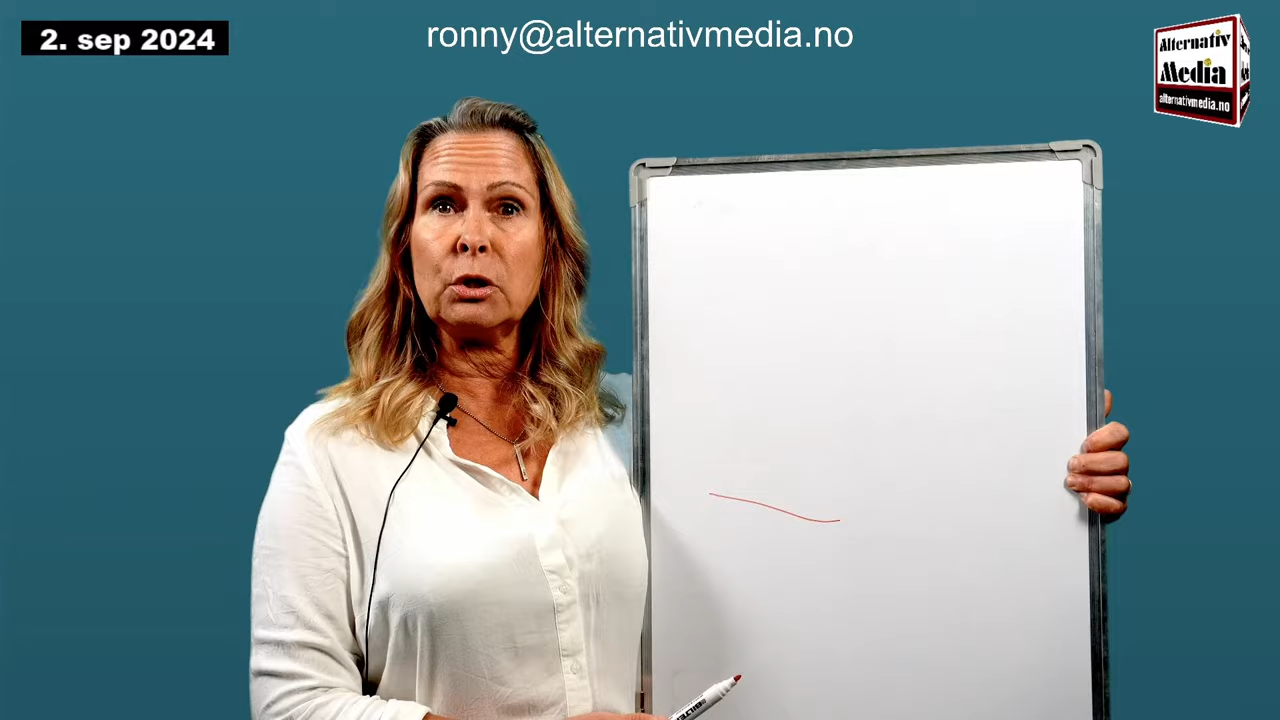 2. sep 2024
ronny@alternativmedia.no
Alternativ
Media
alternativmedia.no